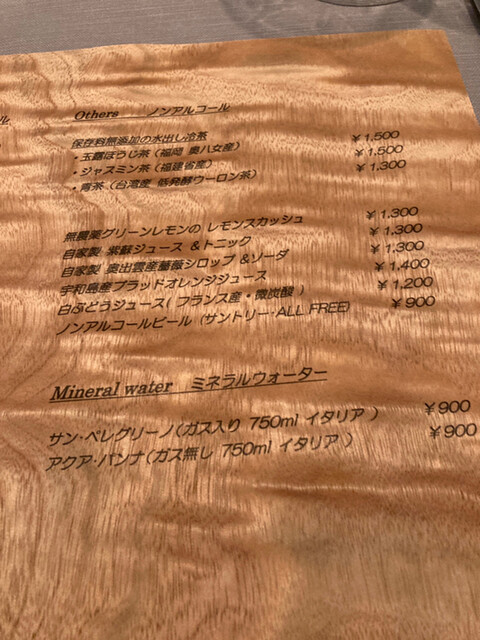 Others ノンアルコール
保存料無添加の水出し冷茶
・玉露ほうじ茶（福岡 奥八女産） ￥1,500
・ジャスミン茶（福建省産） ￥1,500
・青茶（台湾産 低発酵ウーロン茶） ￥1,300
無農薬グリーンレモンの レモンスカッシュ ￥1,300
自家製 紫蘇ジュース ＆トニック ￥1,300
自家製 奥出雲産薔薇シロップ ＆ソーダ ￥1,300
宇和島産ブラッドオレンジジュース ￥1,400
白ぶどうジュース（ フランス産・微炭酸 ） ￥1,200
ノンアルコールビール（サントリー・ALL FREE） ￥900
Mineral water ミネラルウォーター
サン・ペレグリーノ（ガス入り 750ml イタリア ） ￥900
アクア・パンナ（ガス無し 750ml イタリア ） ￥900